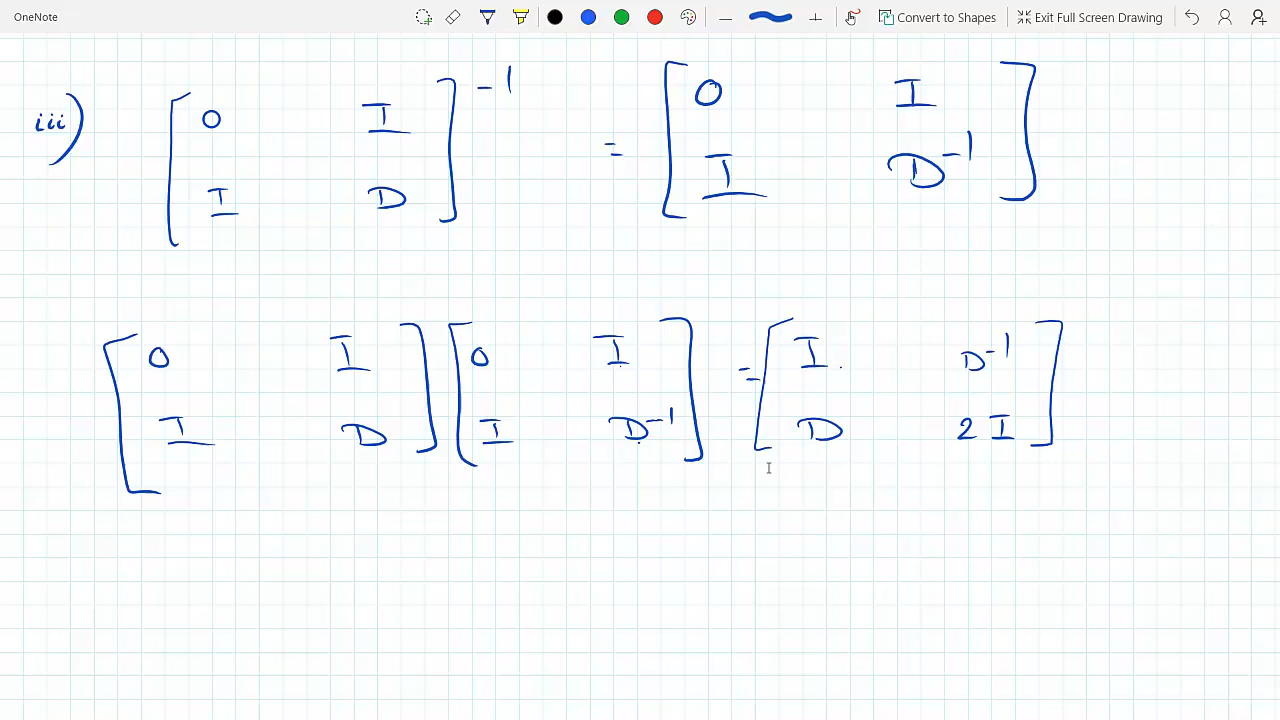 OneNote
Convert to Shapes Exit Full Screen Drawing
iii) [ 0 I ; I D ]⁻¹ = [ 0 I ; I D⁻¹ ]
[ 0 I ; I D ] [ 0 I ; I D⁻¹ ] = [ I D⁻¹ ; D 2I ]